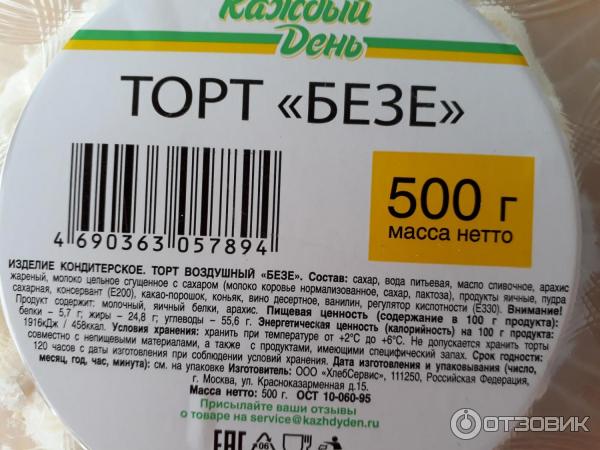 Каждый
День
ТОРТ «БЕЗЕ»
500 г
масса нетто
4 690363 057894
ИЗДЕЛИЕ КОНДИТЕРСКОЕ. ТОРТ ВОЗДУШНЫЙ «БЕЗЕ». Состав: сахар, вода питьевая, масло сливочное, арахис
жареный, молоко цельное сгущенное с сахаром (молоко коровье нормализованное, сахар, лактоза), продукты яичные, пудра
сахарная, консервант (Е200), какао-порошок, коньяк, вино десертное, ванилин, регулятор кислотности (Е330). Внимание!
Продукт содержит: молочный, яичный белки, арахис. Пищевая ценность (содержание в 100 г продукта):
белки – 5,7 г; жиры – 24,8 г; углеводы – 55,6 г. Энергетическая ценность (калорийность) на 100 г продукта:
1916кДж / 458ккал. Условия хранения: хранить при температуре от +2°С до +6°С. Не допускается хранить торты
совместно с непищевыми материалами, а также с продуктами, имеющими специфический запах. Срок годности:
120 часов с даты изготовления при соблюдении условий хранения. Дата изготовления и упаковывания (число,
месяц, год, час, минута): см. на упаковке Изготовитель: ООО «ХлебСервис», 111250, Российская Федерация,
г. Москва, ул. Красноказарменная д.15.
Масса нетто: 500 г. ОСТ 10-060-95
Присылайте ваши отзывы
о товаре на service@kazhdyden.ru
ЕАС
06
ОТЗОВИК